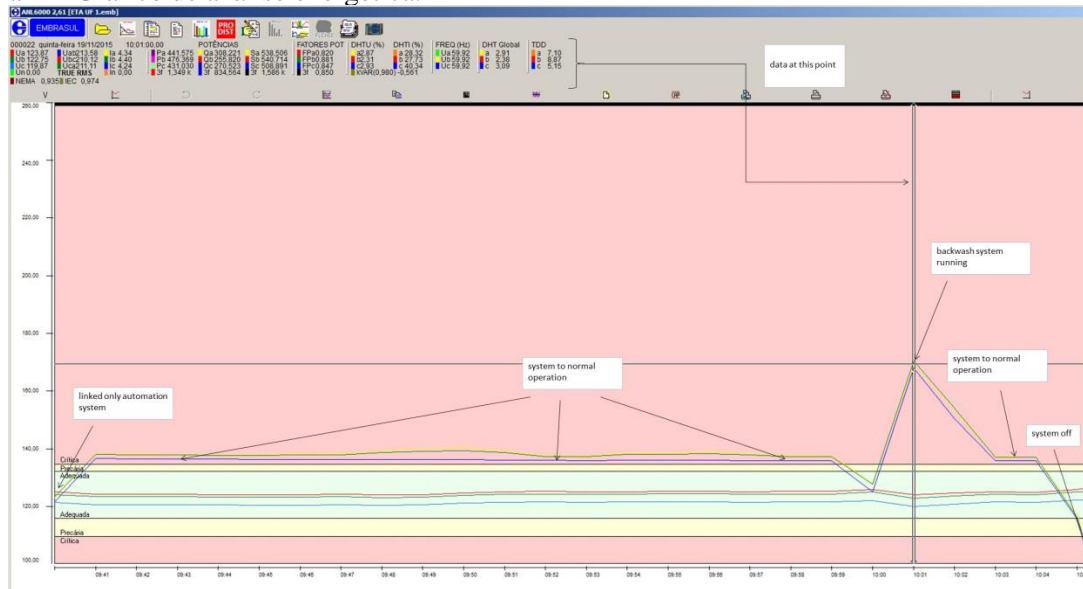 ANL6000 2,61 [ETA UF 1.emb]
EMBRASUL
PRO DIST
000022 quinta-feira 19/11/2015 10:01:00,00 POTÊNCIAS FATORES POT DHTU (%) DHTI (%) FREQ (Hz) DHT Global TDD
Ua 123,87 Uab 213,58 Ia 4,34 Pa 441,575 Qa 308,221 Sa 538,506 FPa 0,820 a 2,87 a 28,32 Ua 59,92 a 2,91 a 7,10
Ub 122,75 Ubc 210,12 Ib 4,40 Pb 476,369 Qb 255,820 Sb 540,714 FPb 0,881 b 2,31 b 27,73 Ub 59,92 b 2,38 b 8,87
Uc 119,87 Uca 211,11 Ic 4,24 Pc 431,030 Qc 270,523 Sc 508,891 FPc 0,847 c 2,93 c 40,34 Uc 59,92 c 3,09 c 5,15
Un 0,00 TRUE RMS In 0,00 3f 1,349 k 3f 834,564 3f 1,586 k 3f 0,850 kVAR(0,980) -0,561
NEMA 0,935 IEC 0,974
data at this point
V
260,00
240,00
220,00
200,00
backwash system
running
system to normal
operation
system to normal
operation
160,00
linked only automation
system
system off
140,00
Crítica
Precária
Adequada
120,00
Adequada
Precária
Crítica
100,00
09:41 09:42 09:43 09:44 09:45 09:46 09:47 09:48 09:49 09:50 09:51 09:52 09:53 09:54 09:55 09:56 09:57 09:58 09:59 10:00 10:01 10:02 10:03 10:04